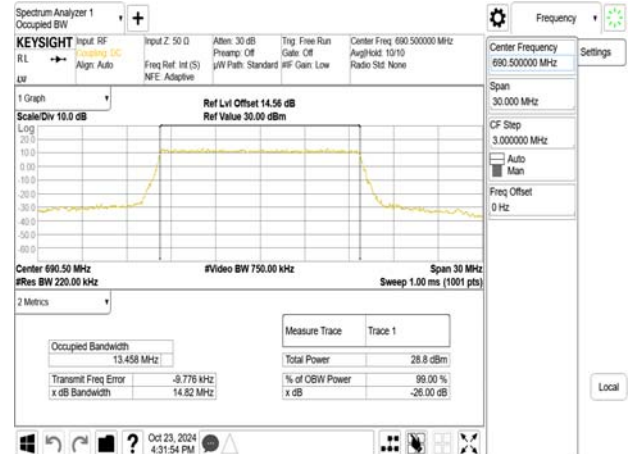 Spectrum Analyzer 1
Occupied BW
Frequency
KEYSIGHT
RL
Input: RF
Coupling: DC
Align: Auto
Input Z: 50 Ω
Freq Ref: Int (S)
NFE: Adaptive
Atten: 30 dB
Preamp: Off
µW Path: Standard
Trig: Free Run
Gate: Off
#IF Gain: Low
Center Freq: 690.500000 MHz
Avg|Hold: 10/10
Radio Std: None
Center Frequency
690.500000 MHz
Settings
Span
30.000 MHz
CF Step
3.000000 MHz
Auto
Man
Freq Offset
0 Hz
Local
1 Graph
Scale/Div 10.0 dB
Ref Lvl Offset 14.56 dB
Ref Value 30.00 dBm
Log
20.0
10.0
0.00
-10.0
-20.0
-30.0
-40.0
-50.0
-60.0
Center 690.50 MHz
#Res BW 220.00 kHz
#Video BW 750.00 kHz
Span 30 MHz
Sweep 1.00 ms (1001 pts)
2 Metrics
Measure Trace Trace 1
Occupied Bandwidth
13.458 MHz
Total Power 28.8 dBm
Transmit Freq Error -9.776 kHz
% of OBW Power 99.00 %
x dB Bandwidth 14.82 MHz
x dB -26.00 dB
Oct 23, 2024
4:31:54 PM